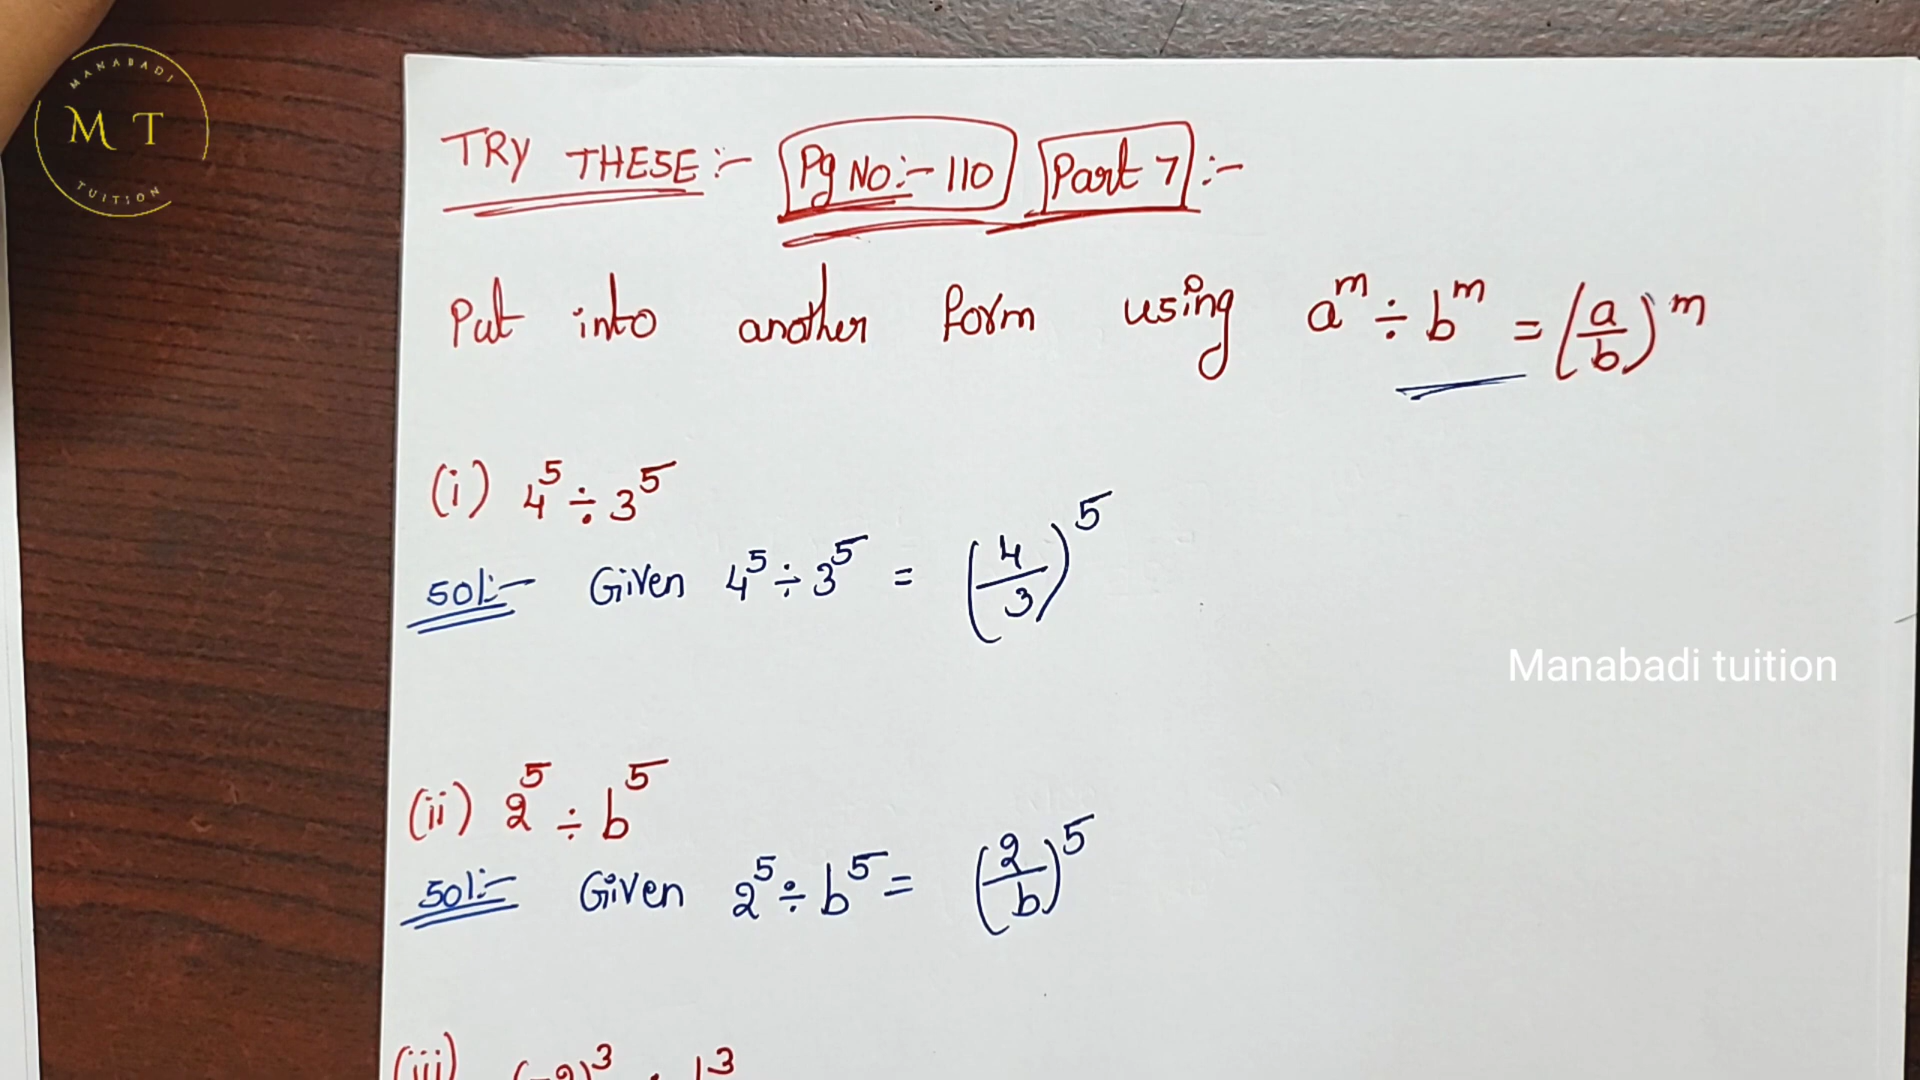 MANABADI
M T
TUITION
TRY THESE:- Pg No:- 110 Part 7:-
Put into another form using a^m ÷ b^m = (a/b)^m
(i) 4^5 ÷ 3^5
Sol:- Given 4^5 ÷ 3^5 = (4/3)^5
Manabadi tuition
(ii) 2^5 ÷ b^5
Sol:- Given 2^5 ÷ b^5 = (2/b)^5
(iii) (-2)^3 ÷